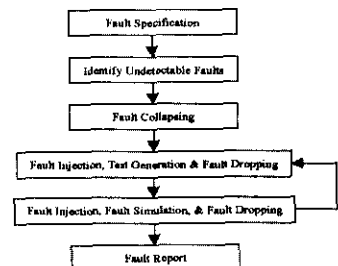 Fault Specification
Identify Undetectable Faults
Fault Collapsing
Fault Injection, Test Generation & Fault Dropping
Fault Injection, Fault Simulation, & Fault Dropping
Fault Report